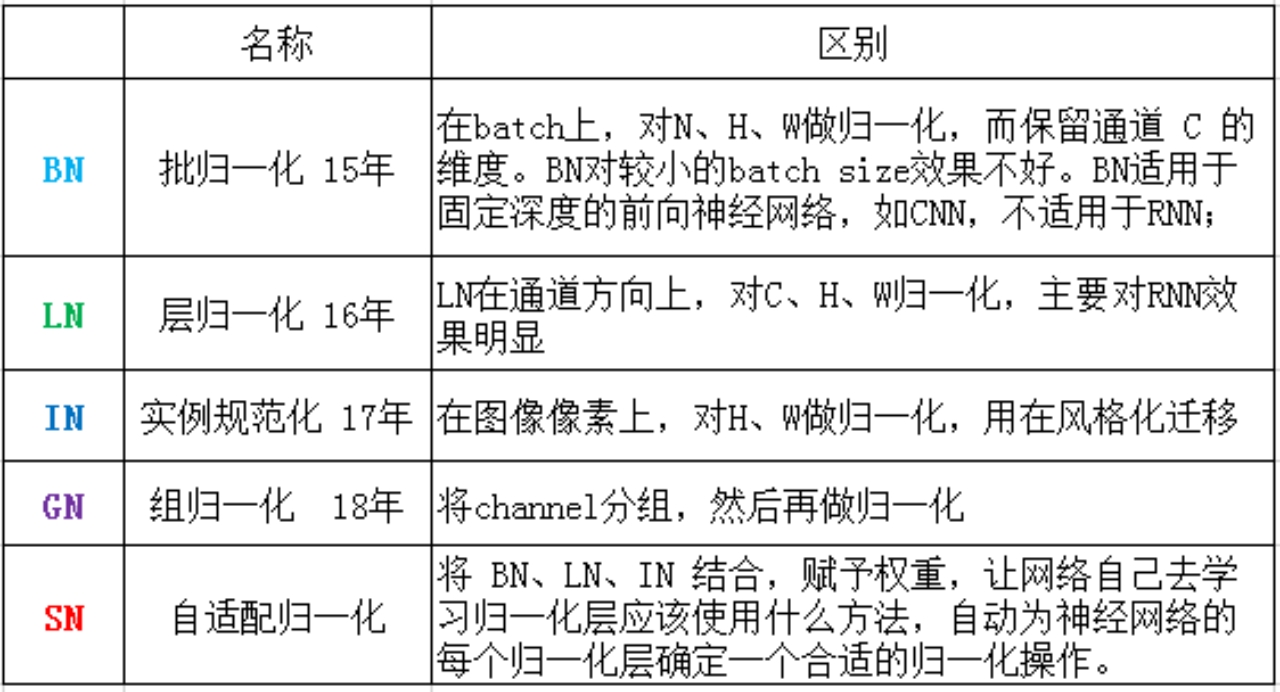 名称 区别
BN 批归一化 15年 在batch上，对N、H、W做归一化，而保留通道 C 的
维度。BN对较小的batch size效果不好。BN适用于
固定深度的前向神经网络，如CNN，不适用于RNN；
LN 层归一化 16年 LN在通道方向上，对C、H、W归一化，主要对RNN效
果明显
IN 实例规范化 17年 在图像像素上，对H、W做归一化，用在风格化迁移
GN 组归一化 18年 将channel分组，然后再做归一化
SN 自适配归一化 将 BN、LN、IN 结合，赋予权重，让网络自己去学
习归一化层应该使用什么方法，自动为神经网络的
每个归一化层确定一个合适的归一化操作。